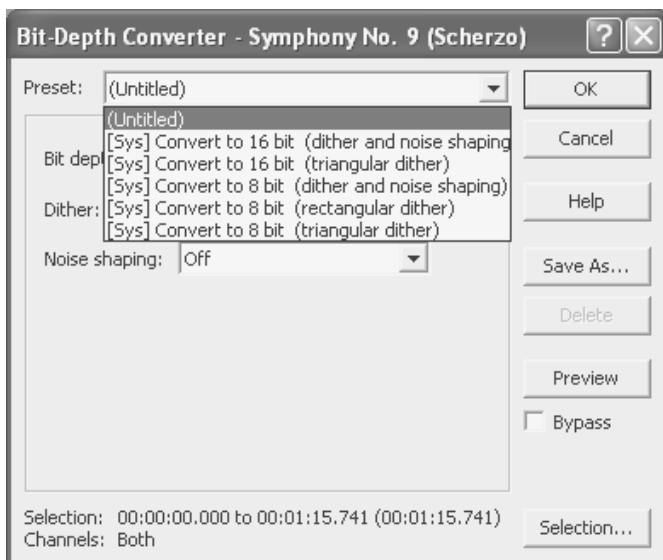 Bit-Depth Converter - Symphony No. 9 (Scherzo)
Preset: (Untitled)
OK
(Untitled)
[Sys] Convert to 16 bit (dither and noise shaping
[Sys] Convert to 16 bit (triangular dither)
[Sys] Convert to 8 bit (dither and noise shaping)
[Sys] Convert to 8 bit (rectangular dither)
[Sys] Convert to 8 bit (triangular dither)
Cancel
Bit dep
Dither:
Help
Noise shaping: Off
Save As...
Delete
Preview
Bypass
Selection: 00:00:00.000 to 00:01:15.741 (00:01:15.741)
Channels: Both
Selection...